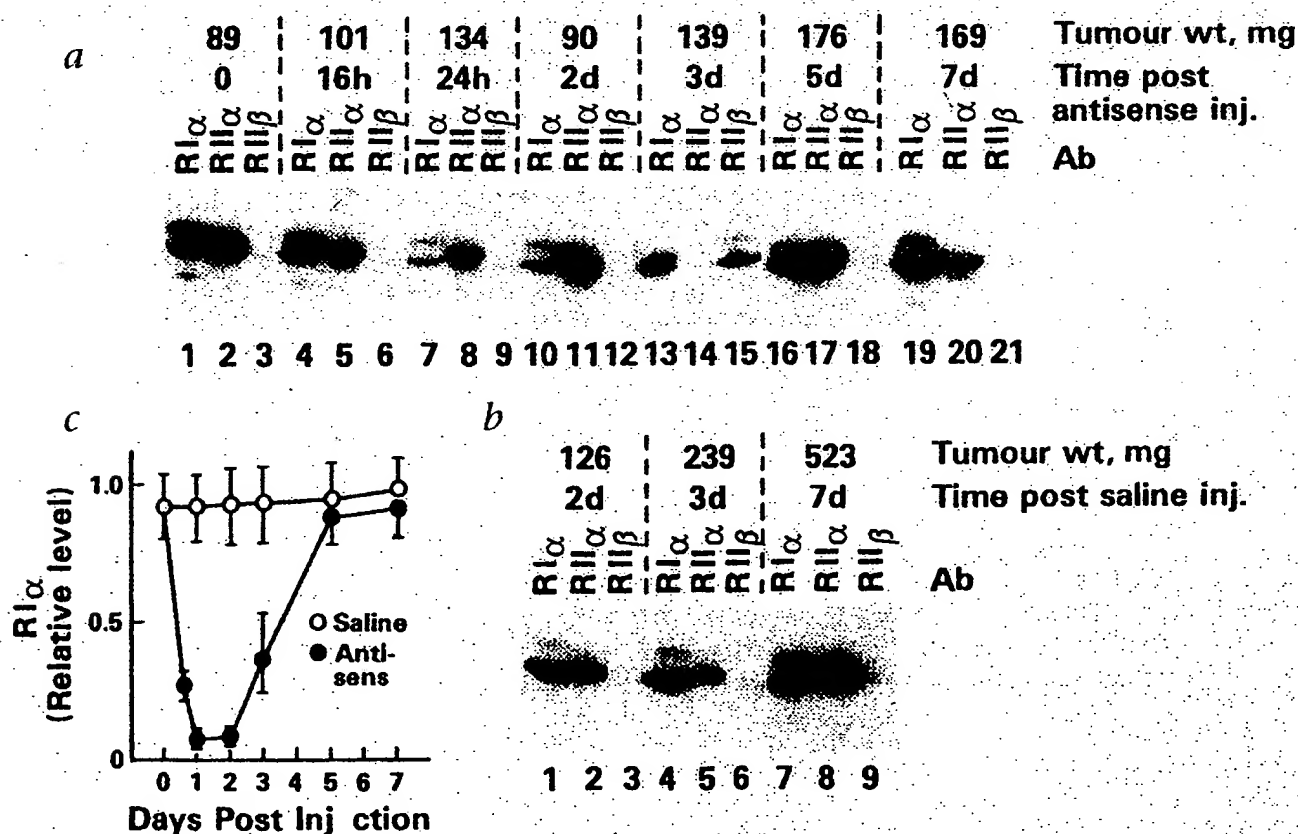 a
89 101 134 90 139 176 169 Tumour wt, mg
0 16h 24h 2d 3d 5d 7d Time post antisense inj.
RIα RIIα RIIβ RIα RIIα RIIβ RIα RIIα RIIβ RIα RIIα RIIβ RIα RIIα RIIβ RIα RIIα RIIβ RIα RIIα RIIβ Ab
1 2 3 4 5 6 7 8 9 10 11 12 13 14 15 16 17 18 19 20 21
c
1.0
0.5
0
RIα
(Relative level)
Saline
Anti-
sens
0 1 2 3 4 5 7
Days Post Inj ction
b
126 239 523 Tumour wt, mg
2d 3d 7d Time post saline inj.
RIα RIIα RIIβ RIα RIIα RIIβ RIα RIIα RIIβ Ab
1 2 3 4 5 6 7 8 9